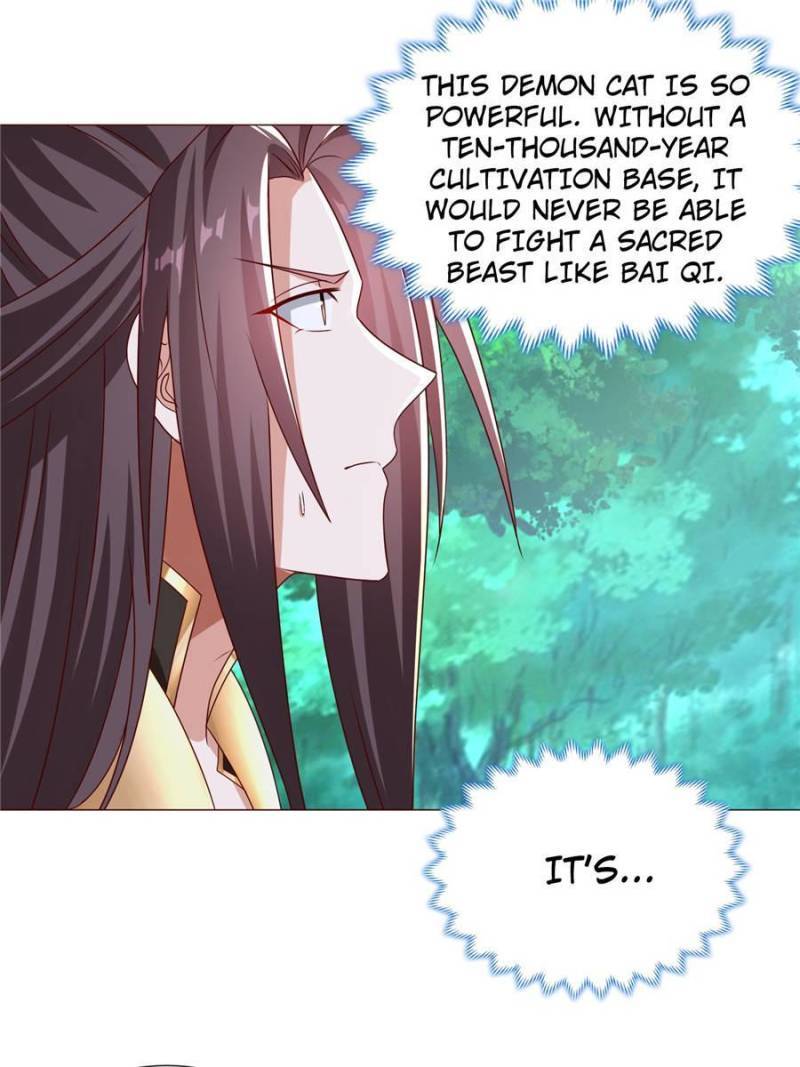 THIS DEMON CAT IS SO
POWERFUL. WITHOUT A
TEN-THOUSAND-YEAR
CULTIVATION BASE, IT
WOULD NEVER BE ABLE
TO FIGHT A SACRED
BEAST LIKE BAI QI.
IT'S...